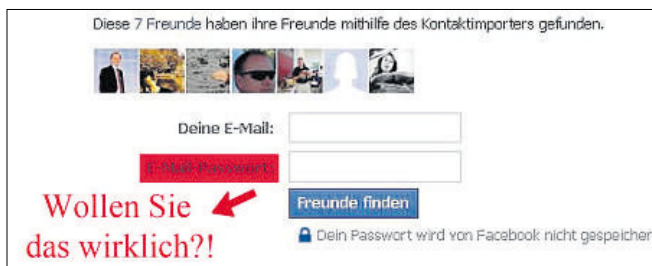 Diese 7 Freunde haben ihre Freunde mithilfe des Kontaktimporters gefunden.
Deine E-Mail:
E-Mail-Passwort:
Wollen Sie
das wirklich?!
Freunde finden
Dein Passwort wird von Facebook nicht gespeicher